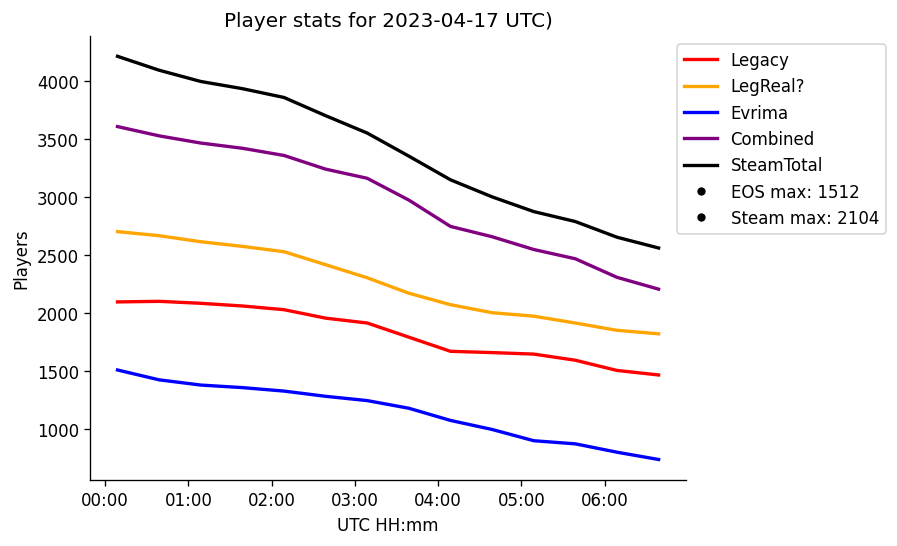 Player stats for 2023-04-17 UTC)
Legacy
LegReal?
Evrima
Combined
SteamTotal
EOS max: 1512
Steam max: 2104
Players
4000
3500
3000
2500
2000
1500
1000
00:00 01:00 02:00 03:00 04:00 05:00 06:00
UTC HH:mm